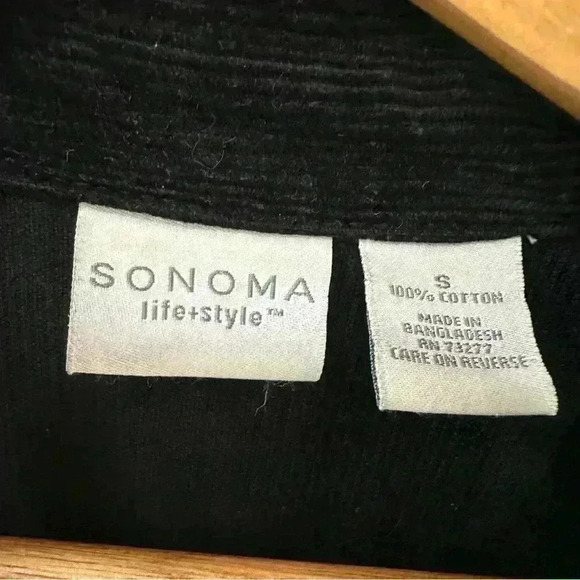 SONOMA
life+style™
S
100% COTTON
MADE IN
BANGLADESH
RN 73277
CARE ON REVERSE